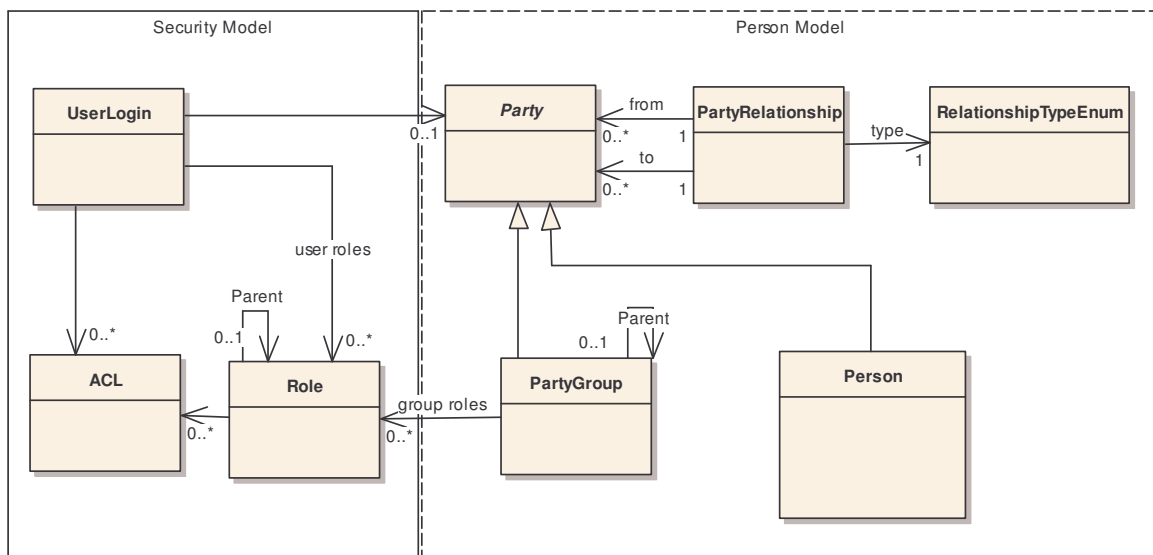 Security Model
Person Model
UserLogin
Party
PartyRelationship
RelationshipTypeEnum
from
0..*
1
type
1
0..1
to
0..*
1
user roles
Parent
0..1
0..*
0..*
Parent
0..1
ACL
Role
PartyGroup
Person
group roles
0..*
0..*